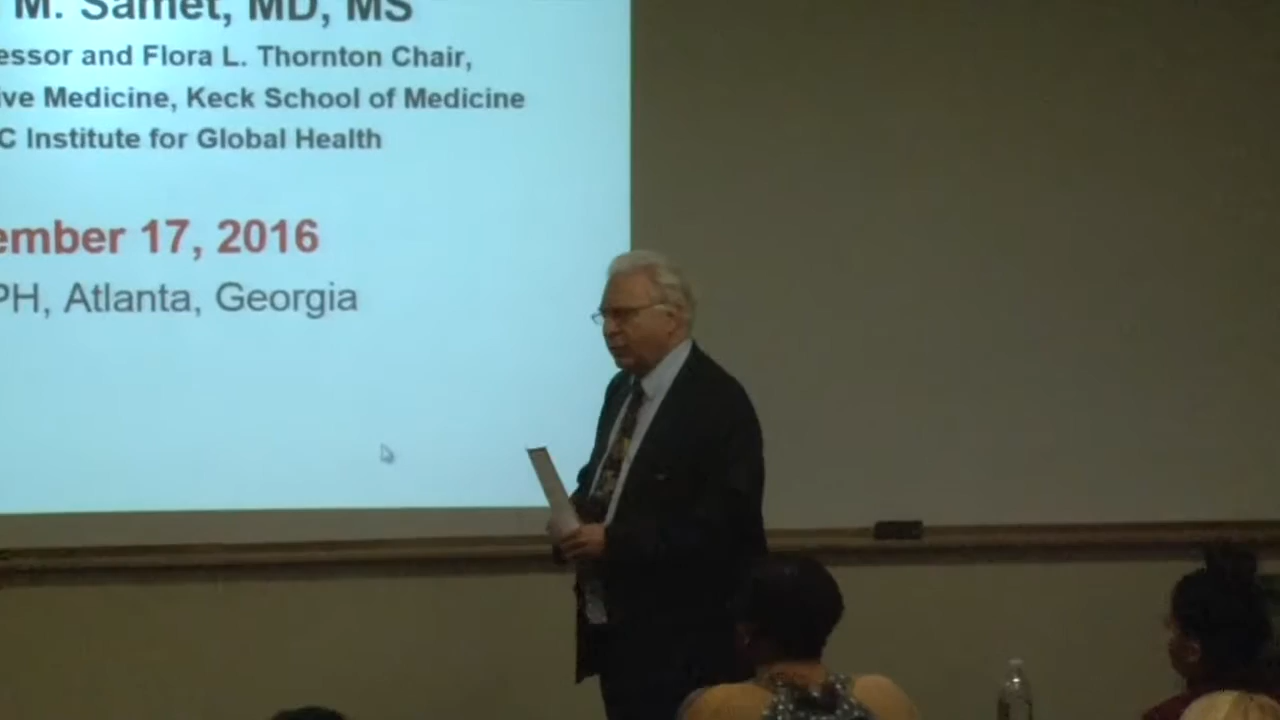 M. Samet, MD, MS
essor and Flora L. Thornton Chair,
ive Medicine, Keck School of Medicine
C Institute for Global Health
ember 17, 2016
PH, Atlanta, Georgia